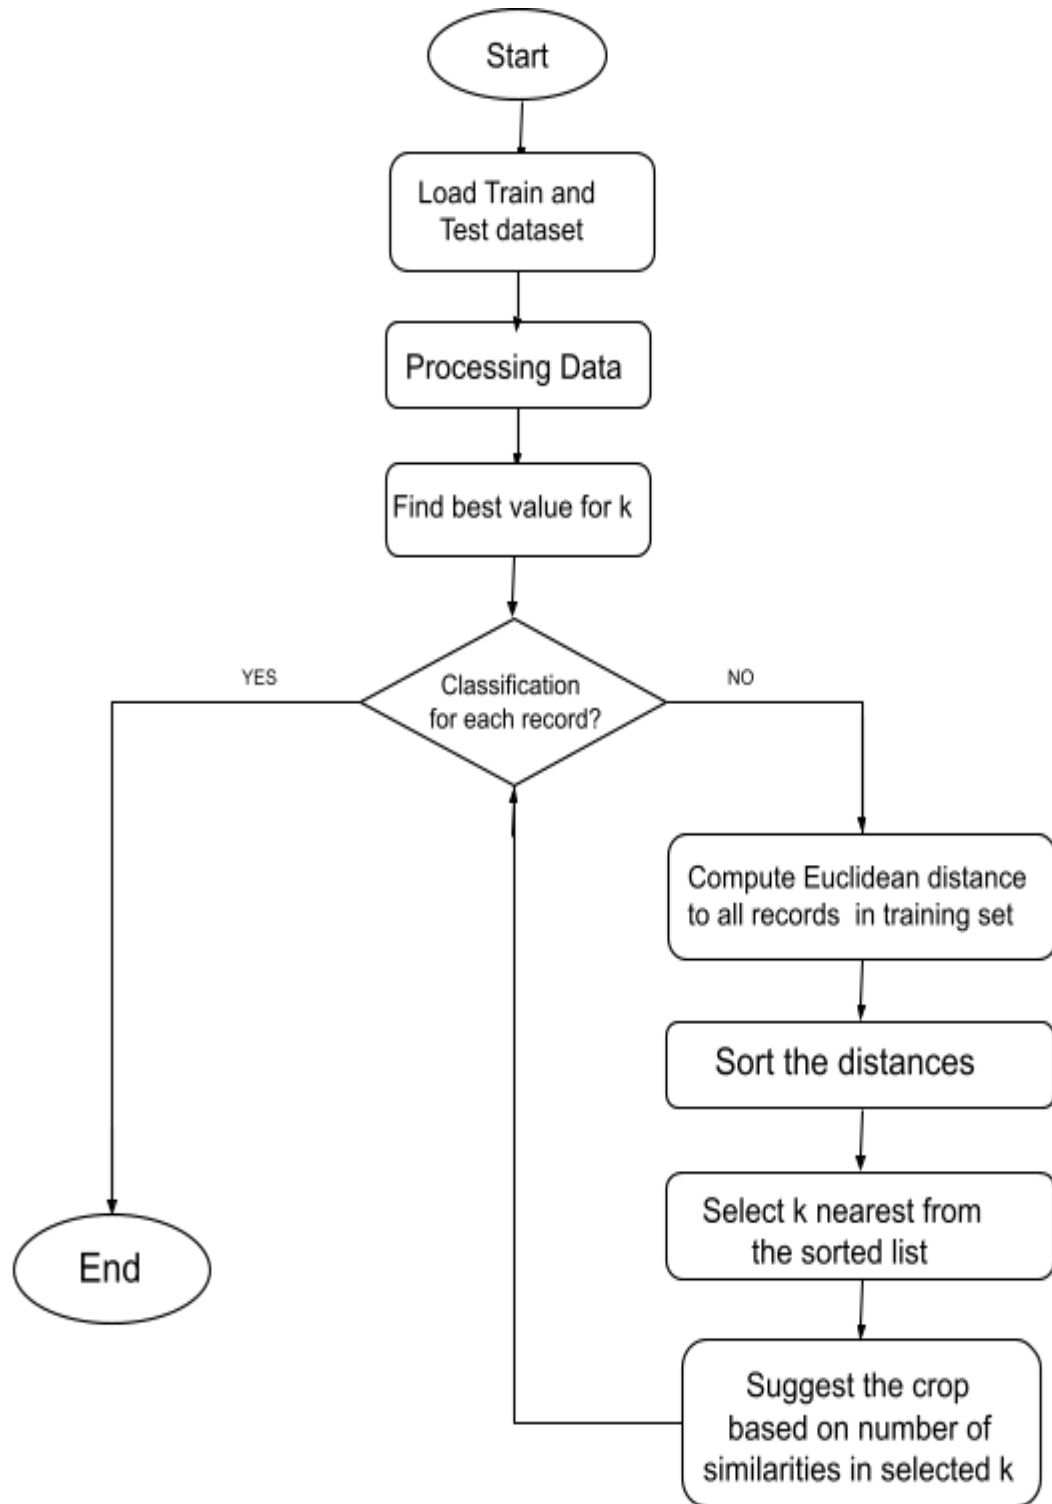 Start
Load Train and
Test dataset
Processing Data
Find best value for k
YES
Classification
for each record?
NO
Compute Euclidean distance
to all records in training set
Sort the distances
Select k nearest from
the sorted list
End
Suggest the crop
based on number of
similarities in selected k